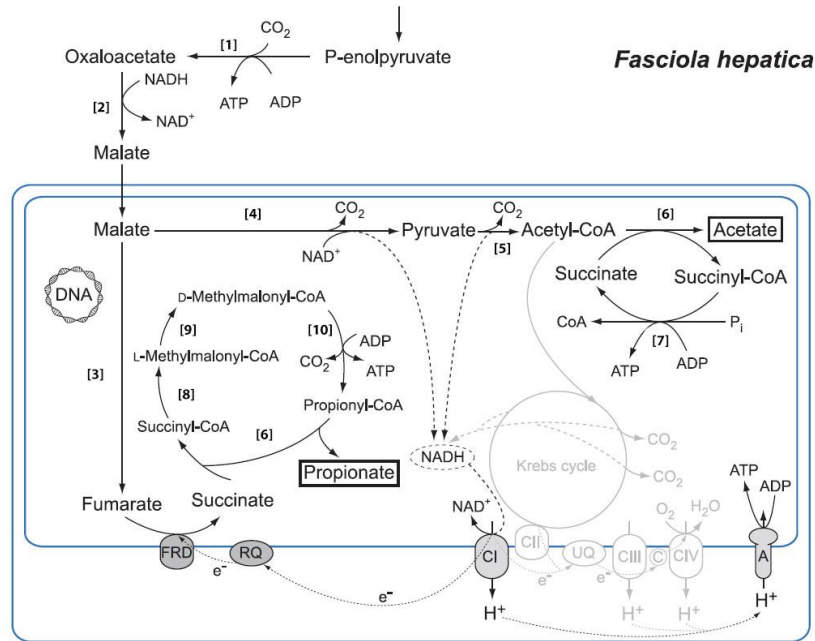 CO2
[1]
Oxaloacetate
P-enolpyruvate
Fasciola hepatica
NADH
ATP
ADP
[2]
NAD+
Malate
Malate
[4]
CO2
NAD+
Pyruvate
CO2
[5]
Acetyl-CoA
[6]
Acetate
Succinate
Succinyl-CoA
DNA
D-Methylmalonyl-CoA
[9]
[10]
ADP
CO2
ATP
L-Methylmalonyl-CoA
CoA
Pi
[7]
ATP
ADP
[3]
[8]
Propionyl-CoA
Succinyl-CoA
[6]
Propionate
NADH
Krebs cycle
CO2
CO2
Fumarate
Succinate
NAD+
O2
H2O
ATP
ADP
FRD
RQ
CI
CII
UQ
CIII
C
CIV
A
e-
e-
e-
e-
H+
H+
H+
H+